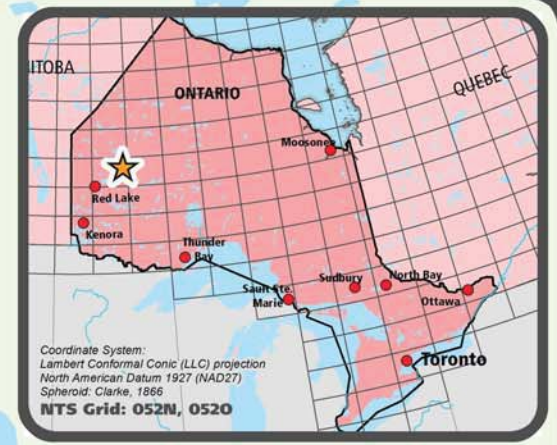 ITOBA
ONTARIO
QUEBEC
Moosonee
Red Lake
Kenora
Thunder
Bay
Sault Ste.
Marie
Sudbury
North Bay
Ottawa
Toronto
Coordinate System:
Lambert Conformal Conic (LLC) projection
North American Datum 1927 (NAD27)
Spheroid: Clarke, 1866
NTS Grid: 052N, 052O